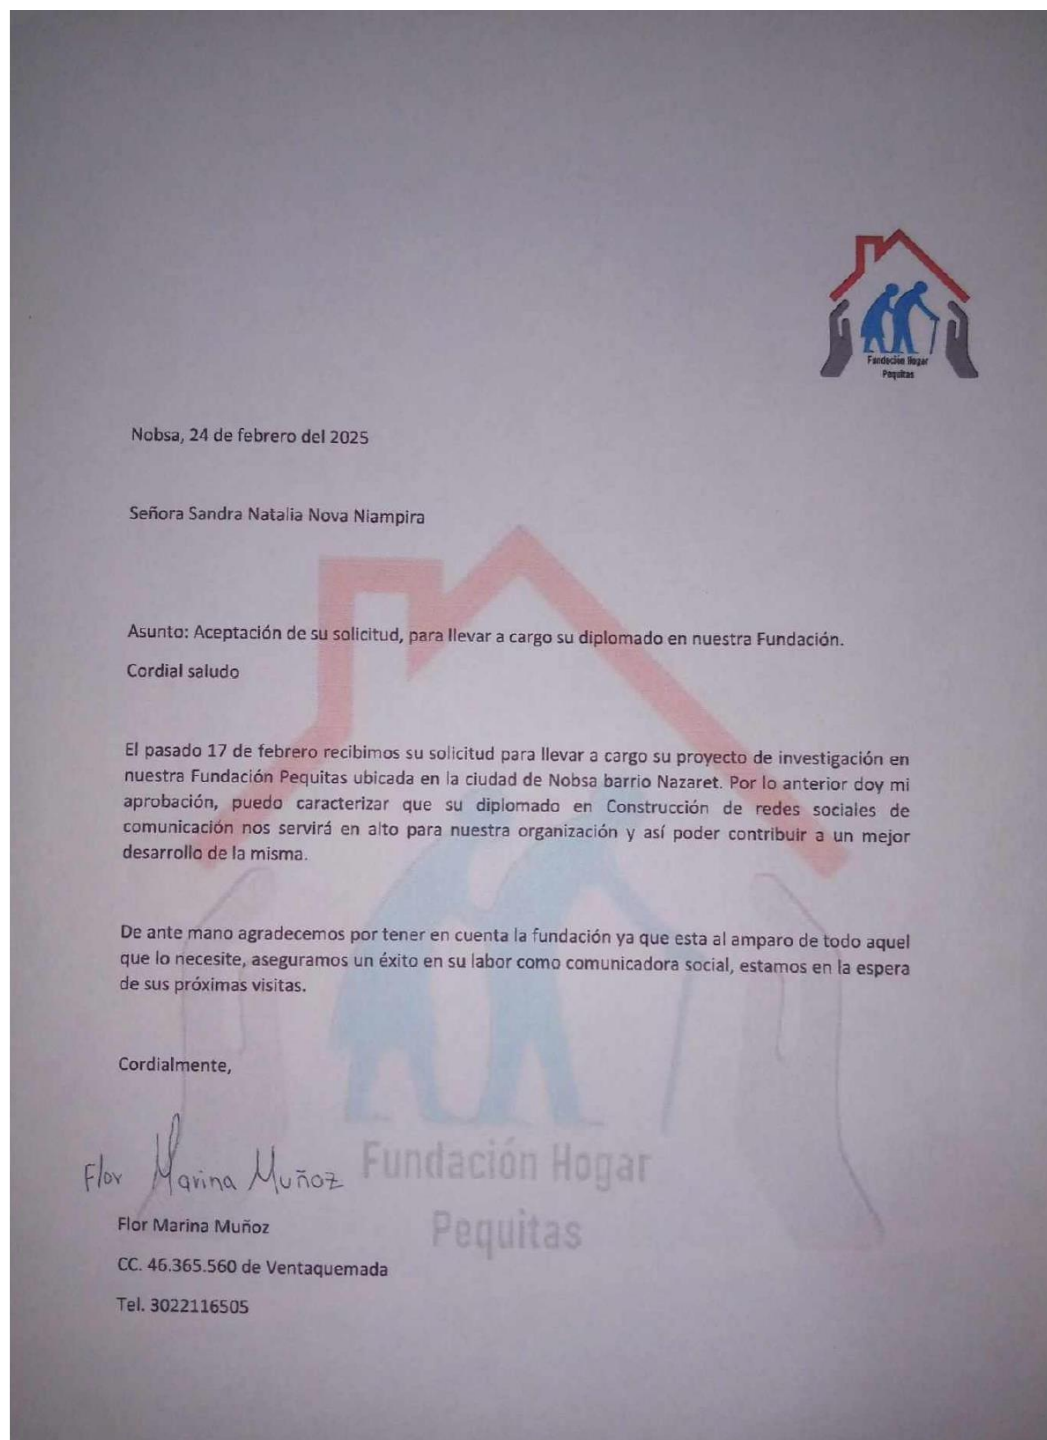 Fundación Hogar
Pequitas
Nobsa, 24 de febrero del 2025
Señora Sandra Natalia Nova Niampira
Asunto: Aceptación de su solicitud, para llevar a cargo su diplomado en nuestra Fundación.
Cordial saludo
El pasado 17 de febrero recibimos su solicitud para llevar a cargo su proyecto de investigación en
nuestra Fundación Pequitas ubicada en la ciudad de Nobsa barrio Nazaret. Por lo anterior doy mi
aprobación, puedo caracterizar que su diplomado en Construcción de redes sociales de
comunicación nos servirá en alto para nuestra organización y así poder contribuir a un mejor
desarrollo de la misma.
De ante mano agradecemos por tener en cuenta la fundación ya que esta al amparo de todo aquel
que lo necesite, aseguramos un éxito en su labor como comunicadora social, estamos en la espera
de sus próximas visitas.
Cordialmente,
Flor Marina Muñoz
Fundación Hogar
Pequitas
Flor Marina Muñoz
CC. 46.365.560 de Ventaquemada
Tel. 3022116505